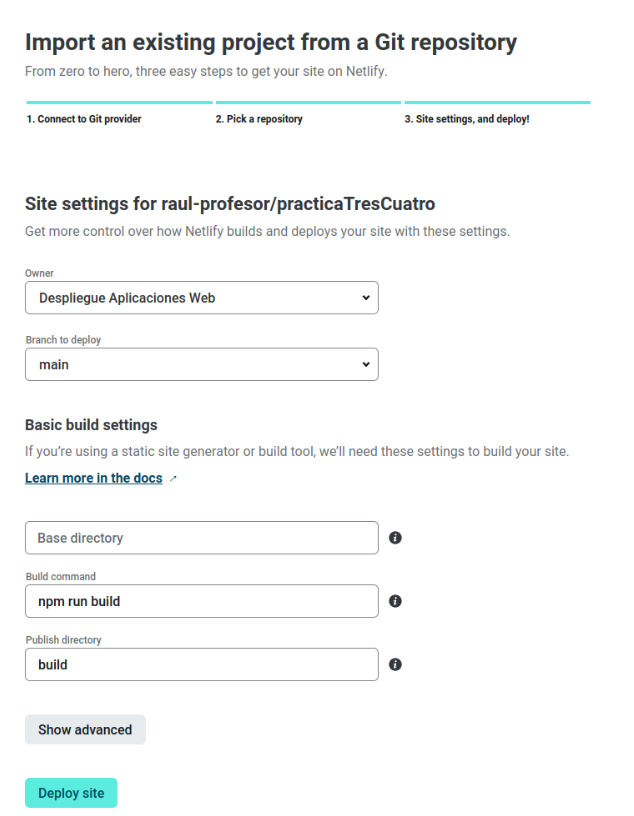 Import an existing project from a Git repository
From zero to hero, three easy steps to get your site on Netlify.
1. Connect to Git provider
2. Pick a repository
3. Site settings, and deploy!
Site settings for raul-profesor/practicaTresCuatro
Get more control over how Netlify builds and deploys your site with these settings.
Owner
Despliegue Aplicaciones Web
Branch to deploy
main
Basic build settings
If you’re using a static site generator or build tool, we’ll need these settings to build your site.
Learn more in the docs
Base directory
Build command
npm run build
Publish directory
build
Show advanced
Deploy site